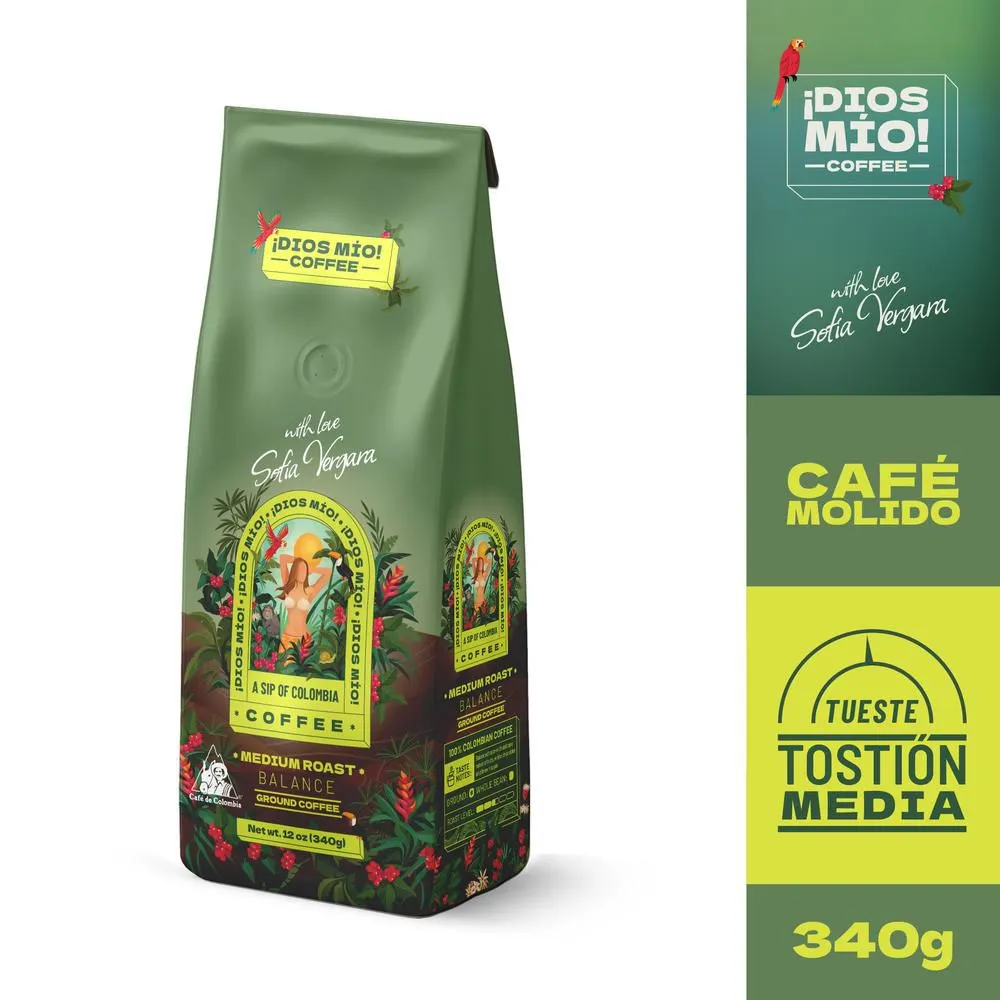 ¡DIOS MÍO!
COFFEE
with love
Sofía Vergara
¡DIOS MÍO! • ¡DIOS MÍO! • ¡DIOS MÍO! • ¡DIOS MÍO! • ¡DIOS MÍO!
A SIP OF COLOMBIA
• COFFEE •
• MEDIUM ROAST •
BALANCE
GROUND COFFEE
Café de Colombia
Net wt. 12 oz (340g)
A SIP OF COLOMBIA
• COFFEE •
• MEDIUM ROAST •
BALANCE
GROUND COFFEE
100% COLOMBIAN COFFEE
TASTE
NOTES:
GROUND: WHOLE BEAN:
ROAST LEVEL:
¡DIOS
MÍO!
COFFEE
with love
Sofía Vergara
CAFÉ
MOLIDO
TUESTE
TOSTIÓN
MEDIA
340g